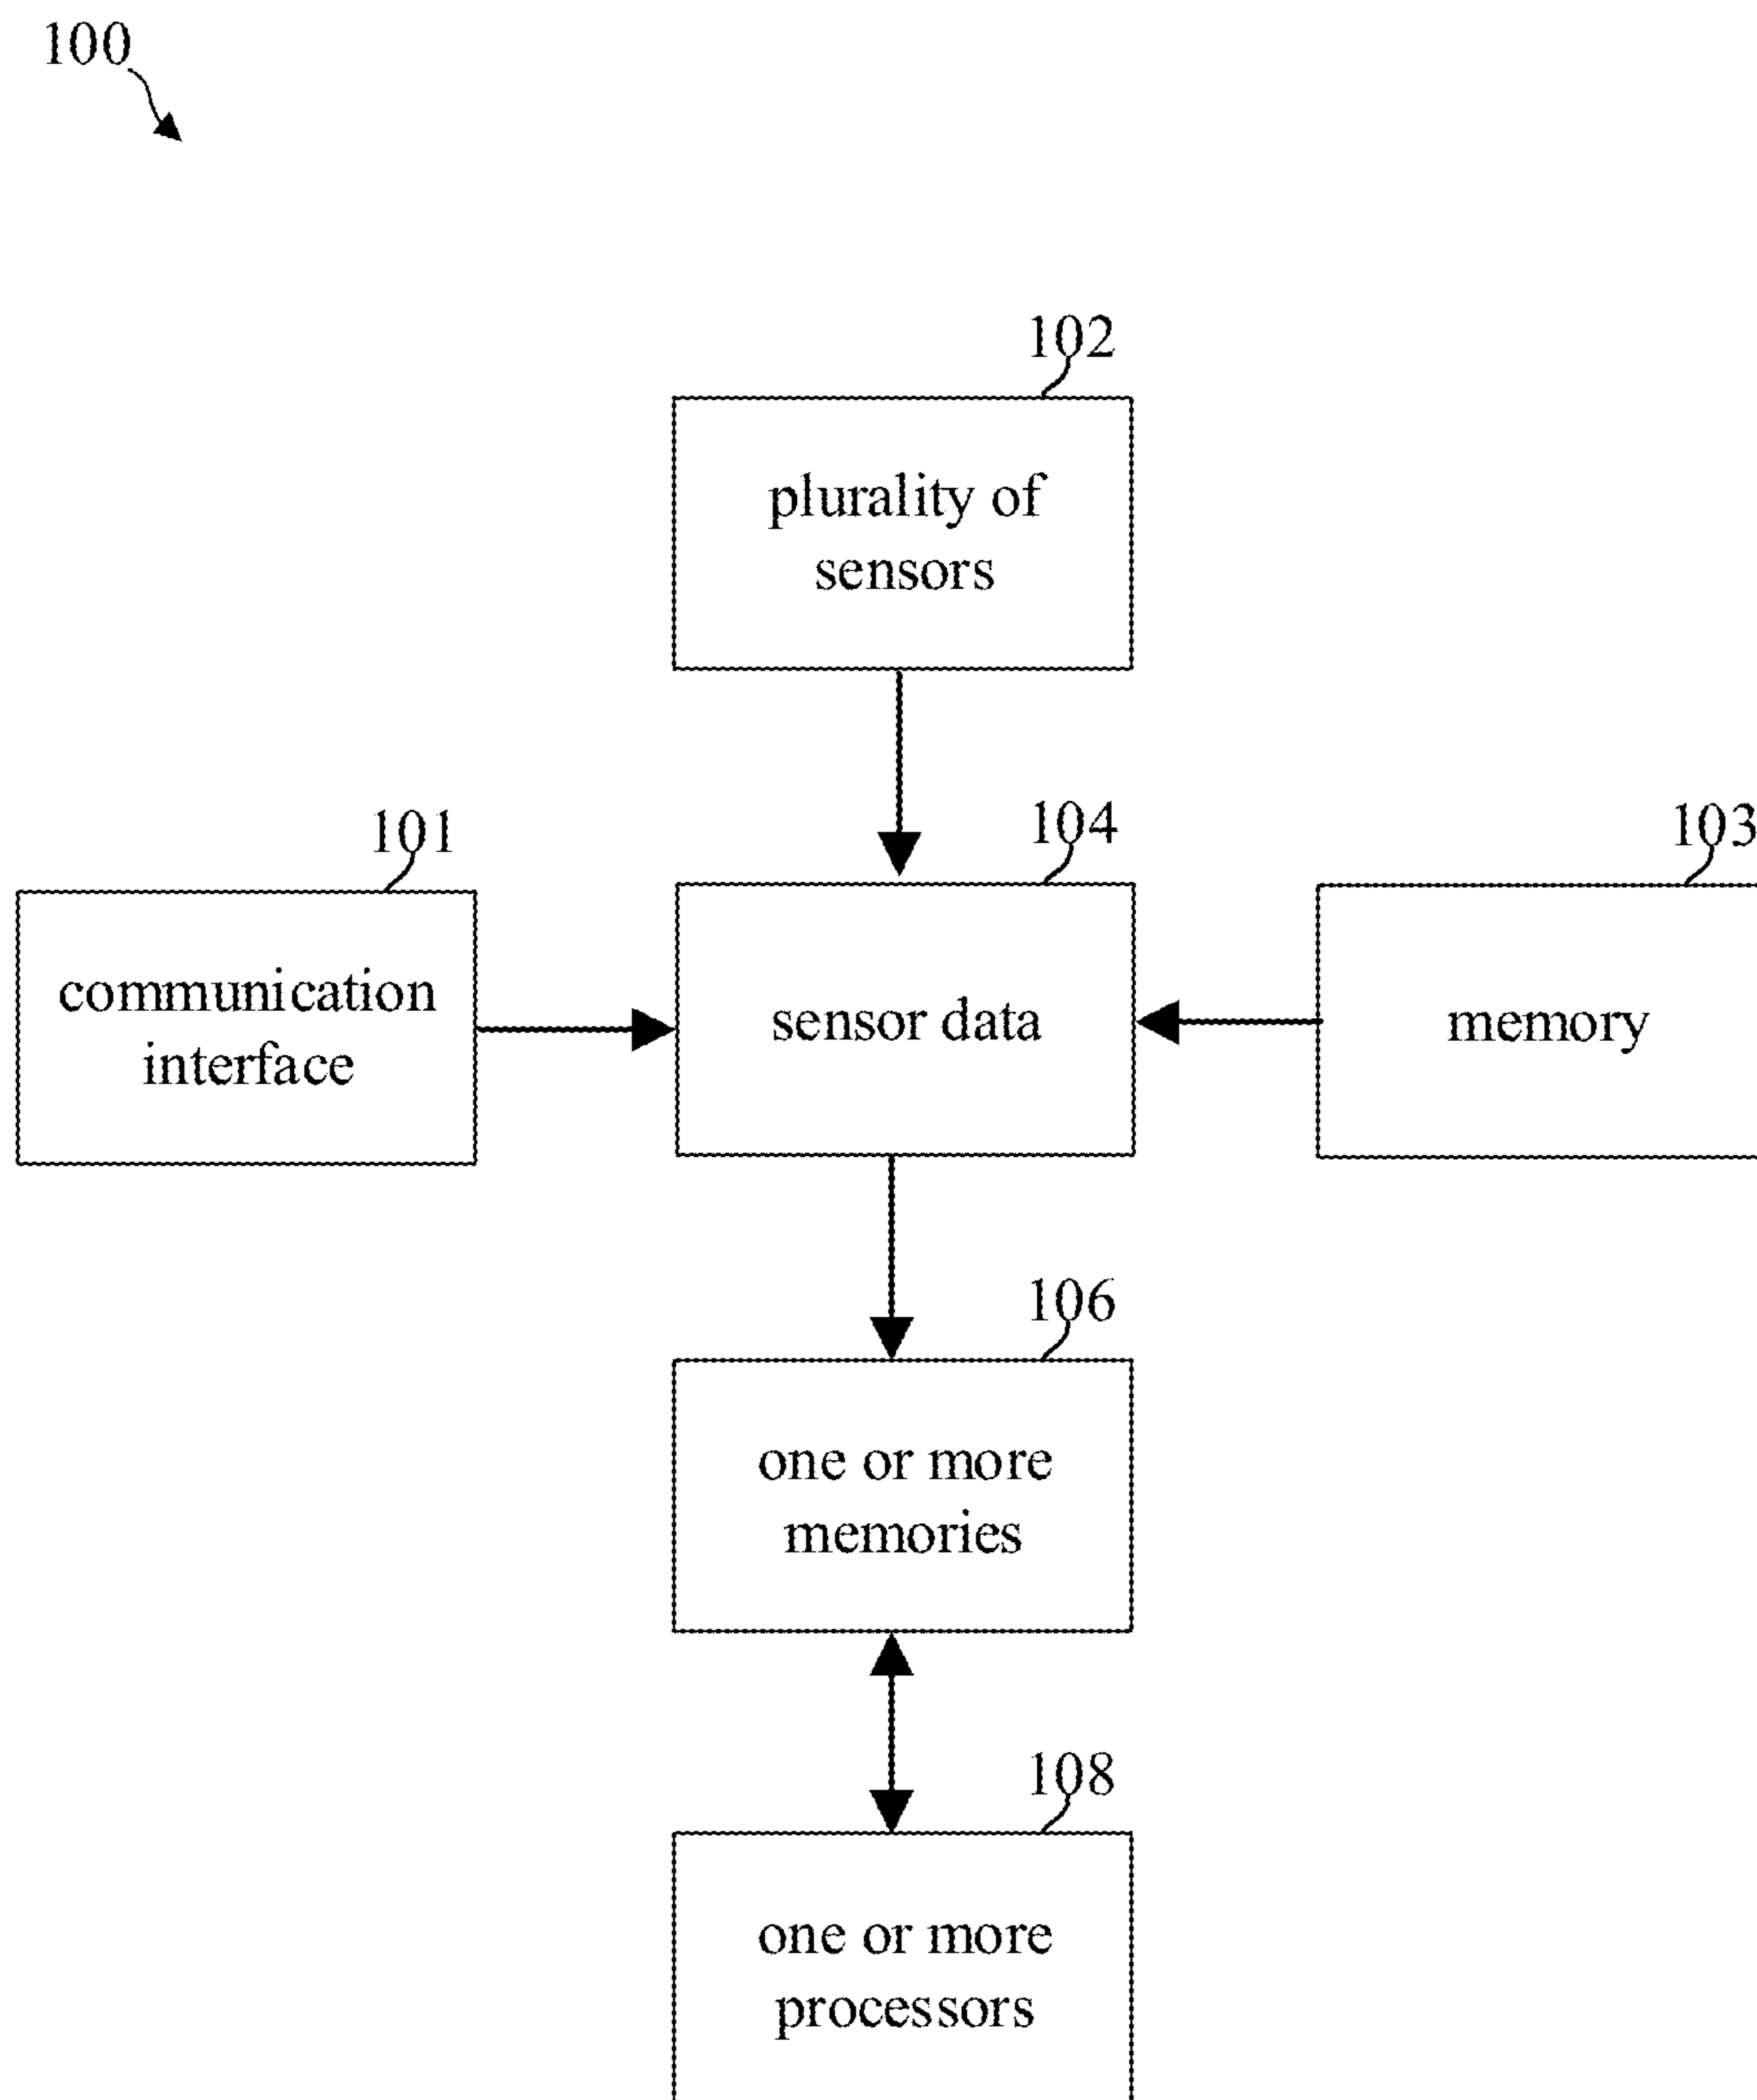 100
102
plurality of
sensors
101
104
103
communication
interface
sensor data
memory
106
one or more
memories
108
one or more
processors